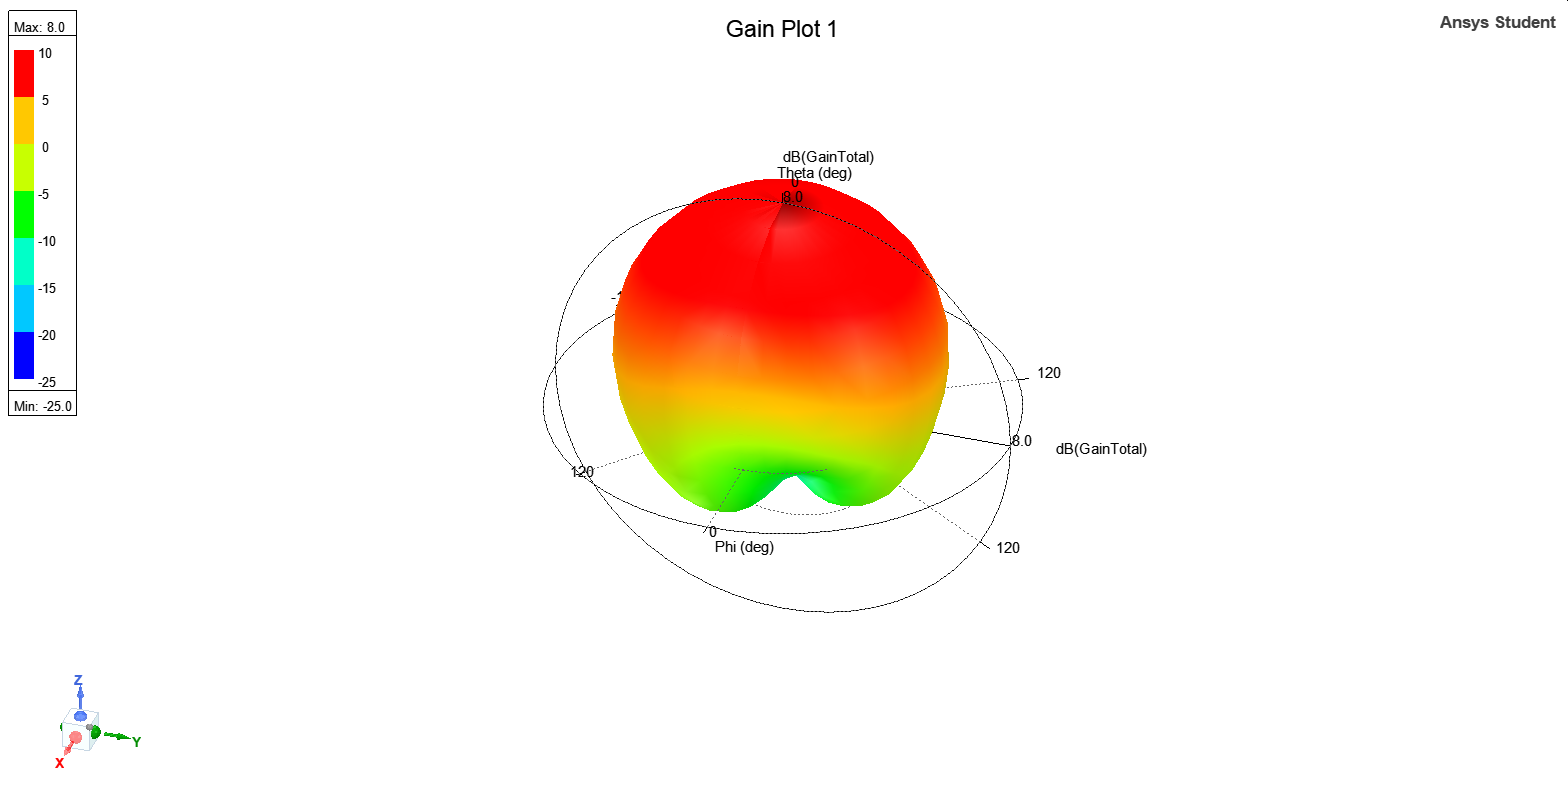 Gain Plot 1
Ansys Student
Max: 8.0
10
5
0
-5
-10
-15
-20
-25
Min: -25.0
dB(GainTotal)
Theta (deg)
0
8.0
120
8.0
dB(GainTotal)
120
0
Phi (deg)
120
Z
Y
X